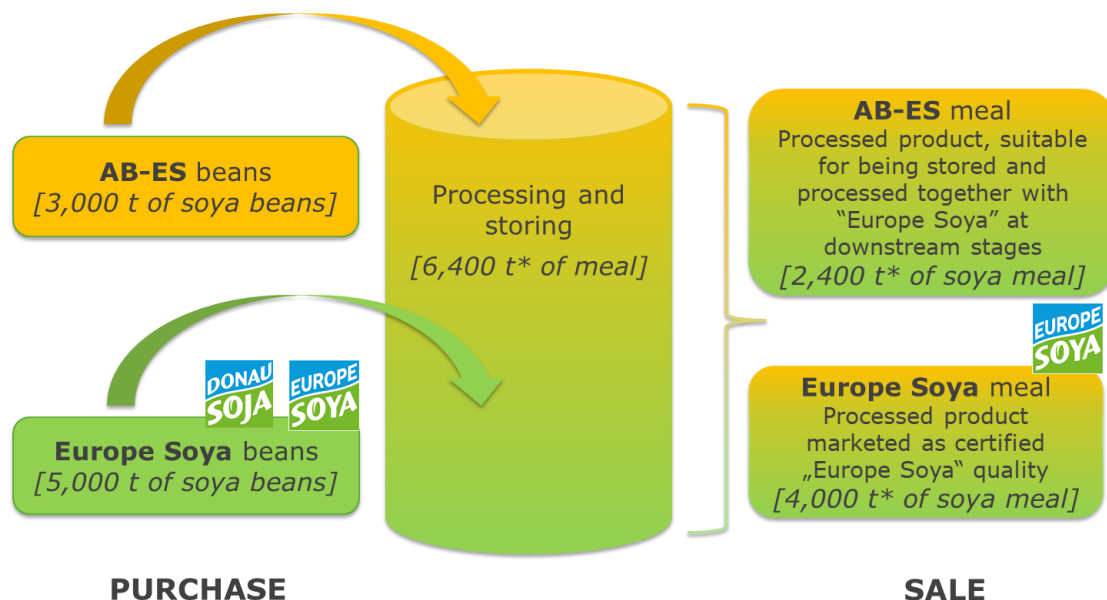 AB-ES beans
[3,000 t of soya beans]
DONAU
SOJA
EUROPE
SOYA
Europe Soya beans
[5,000 t of soya beans]
PURCHASE
Processing and
storing
[6,400 t* of meal]
AB-ES meal
Processed product, suitable
for being stored and
processed together with
“Europe Soya” at
downstream stages
[2,400 t* of soya meal]
EUROPE
SOYA
Europe Soya meal
Processed product
marketed as certified
„Europe Soya“ quality
[4,000 t* of soya meal]
SALE